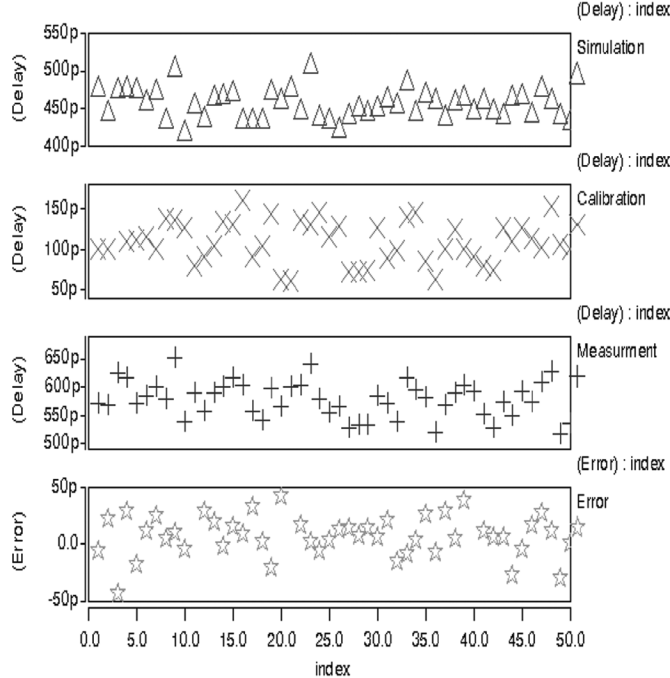 (Delay) : index
550p
Simulation
500p
(Delay)
450p
400p
(Delay) : index
Calibration
150p
(Delay)
100p
50p
(Delay) : index
Measurment
650p
600p
(Delay)
550p
500p
(Error) : index
50p
Error
(Error)
0.0
-50p
0.0 5.0 10.0 15.0 20.0 25.0 30.0 35.0 40.0 45.0 50.0
index